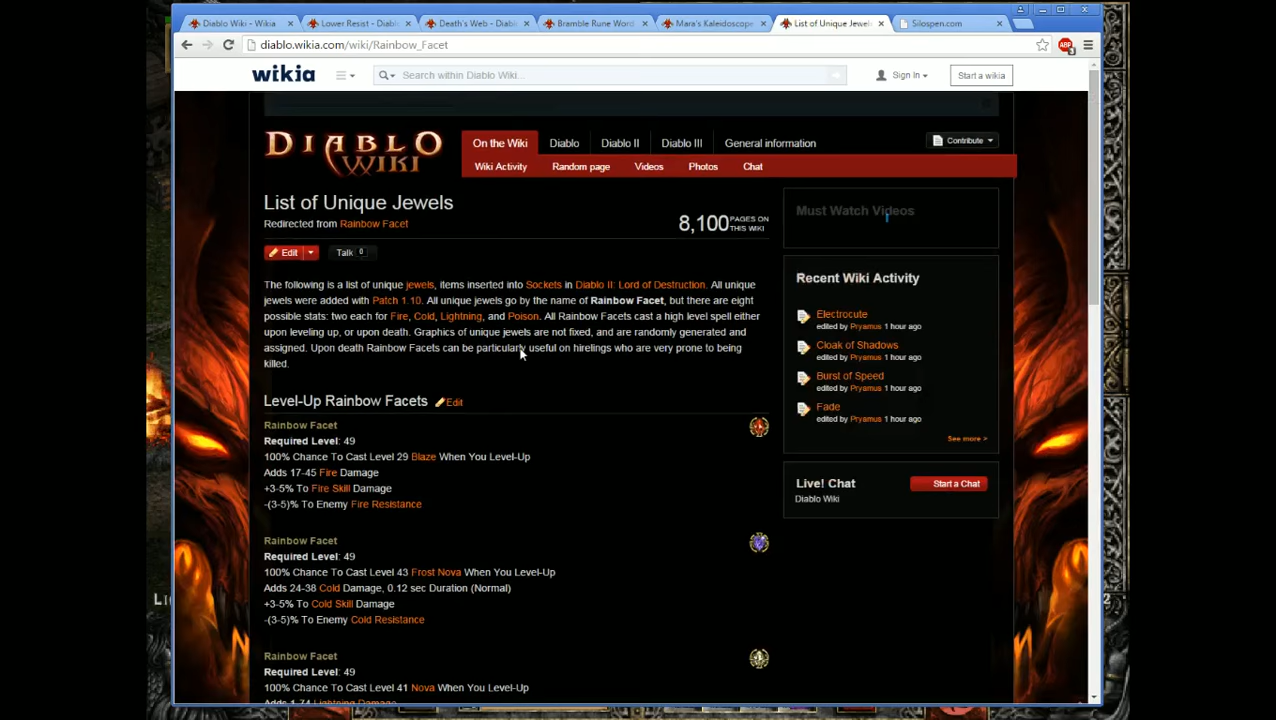 Diablo Wiki - Wikia
Lower Resist - Diablo
Death's Web - Diabl
Bramble Rune Word
Mara's Kaleidoscope
List of Unique Jewels
Silospen.com
diablo.wikia.com/wiki/Rainbow_Facet
ABP
wikia
Search within Diablo Wiki...
Sign In
Start a wikia
DIABLO WIKI
On the Wiki
Diablo
Diablo II
Diablo III
General information
Contribute
Wiki Activity
Random page
Videos
Photos
Chat
List of Unique Jewels
Redirected from Rainbow Facet
8,100 PAGES ON THIS WIKI
Edit
Talk 0
The following is a list of unique jewels, items inserted into Sockets in Diablo II: Lord of Destruction. All unique
jewels were added with Patch 1.10. All unique jewels go by the name of Rainbow Facet, but there are eight
possible stats: two each for Fire, Cold, Lightning, and Poison. All Rainbow Facets cast a high level spell either
upon leveling up, or upon death. Graphics of unique jewels are not fixed, and are randomly generated and
assigned. Upon death Rainbow Facets can be particularly useful on hirelings who are very prone to being
killed.
Level-Up Rainbow Facets
Edit
Rainbow Facet
Required Level: 49
100% Chance To Cast Level 29 Blaze When You Level-Up
Adds 17-45 Fire Damage
+3-5% To Fire Skill Damage
-(3-5)% To Enemy Fire Resistance
Rainbow Facet
Required Level: 49
100% Chance To Cast Level 43 Frost Nova When You Level-Up
Adds 24-38 Cold Damage, 0.12 sec Duration (Normal)
+3-5% To Cold Skill Damage
-(3-5)% To Enemy Cold Resistance
Rainbow Facet
Required Level: 49
100% Chance To Cast Level 41 Nova When You Level-Up
Adds 1-74 Lightning Damage
Must Watch Videos
Recent Wiki Activity
Electrocute
edited by Pryamus 1 hour ago
Cloak of Shadows
edited by Pryamus 1 hour ago
Burst of Speed
edited by Pryamus 1 hour ago
Fade
edited by Pryamus 1 hour ago
See more >
Live! Chat
Diablo Wiki
Start a Chat